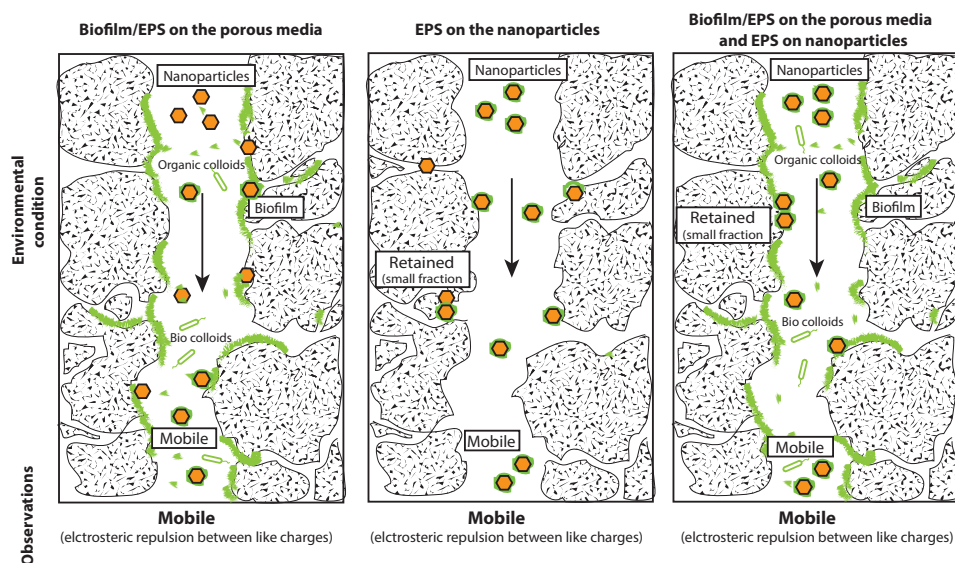 Biofilm/EPS on the porous media
EPS on the nanoparticles
Biofilm/EPS on the porous media
and EPS on nanoparticles
Environmental
condition
Observations
Nanoparticles
Organic colloids
Biofilm
Bio colloids
Mobile
Mobile
(elctrosteric repulsion between like charges)
Nanoparticles
Retained
(small fraction
Mobile
Mobile
(elctrosteric repulsion between like charges)
Nanoparticles
Organic colloids
Retained
(small fraction
Biofilm
Bio colloids
Mobile
Mobile
(elctrosteric repulsion between like charges)